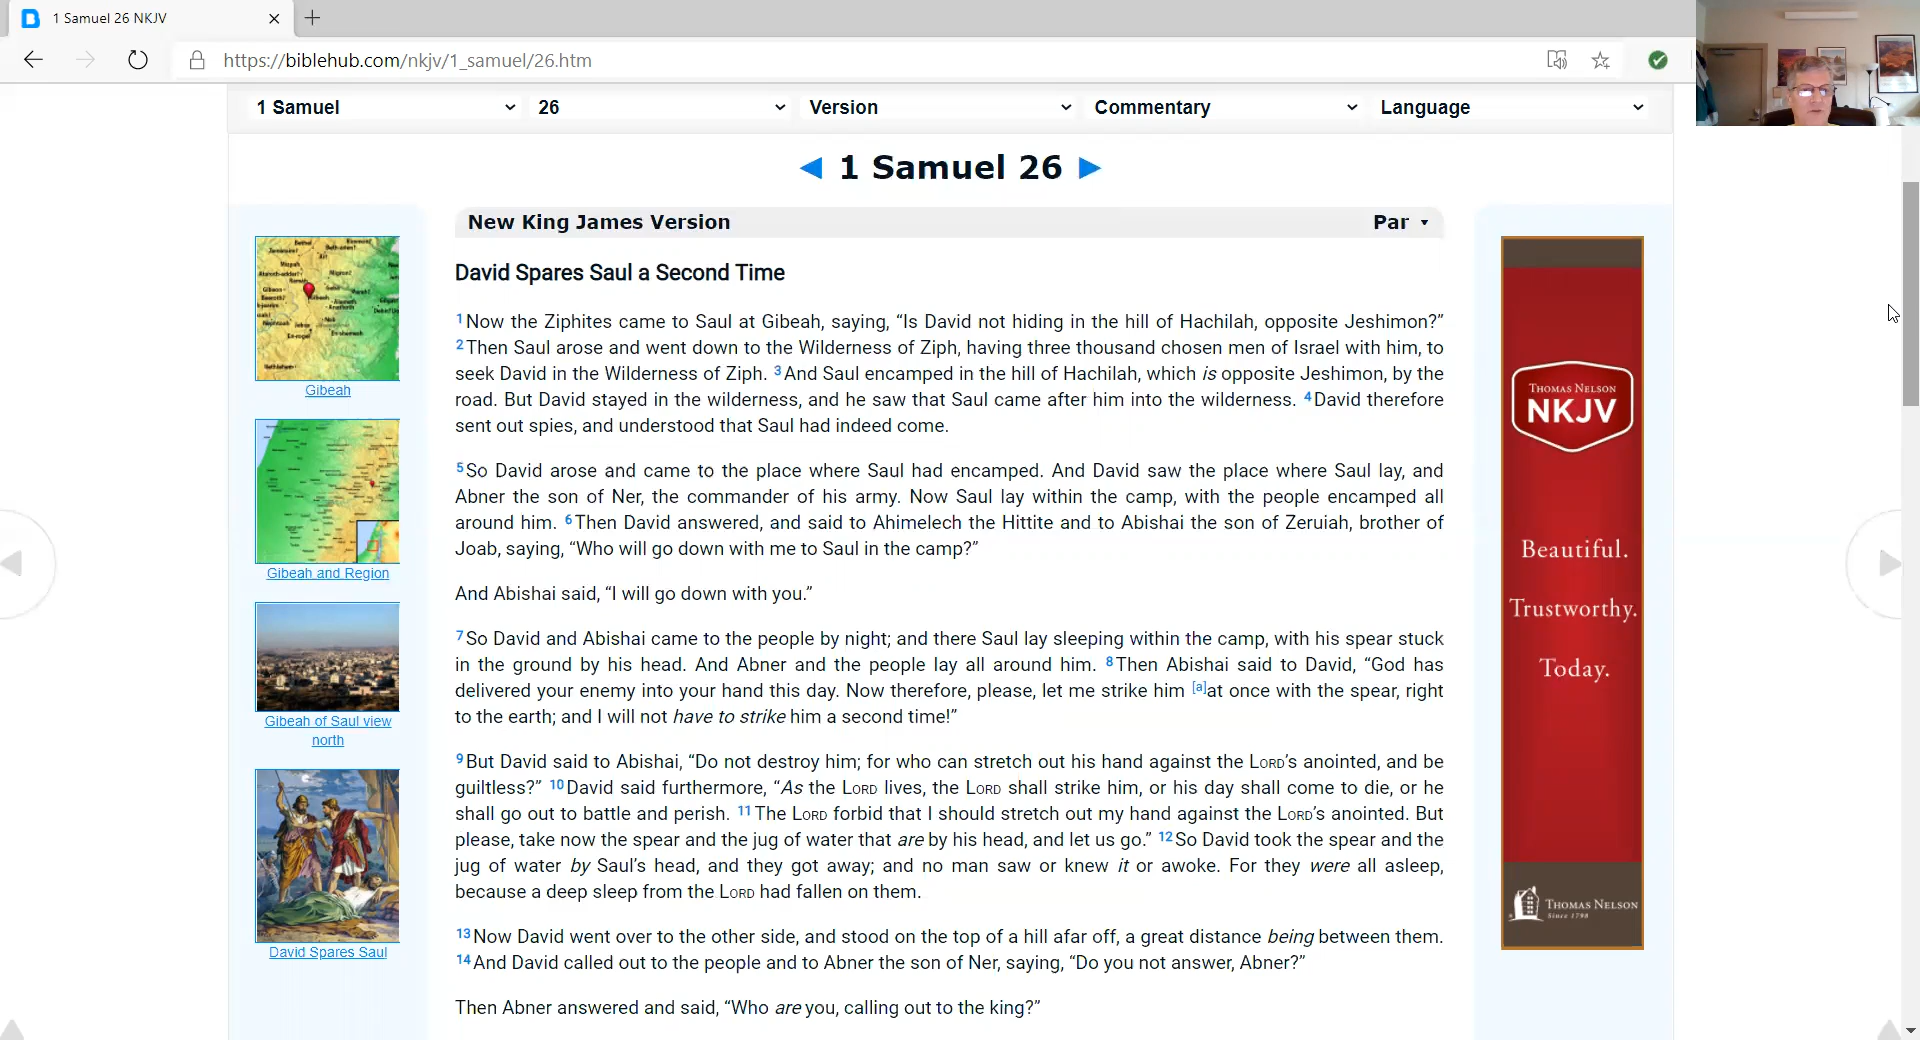 1 Samuel 26 NKJV
https://biblehub.com/nkjv/1_samuel/26.htm
1 Samuel 26 Version Commentary Language
1 Samuel 26
New King James Version Par
David Spares Saul a Second Time
1Now the Ziphites came to Saul at Gibeah, saying, “Is David not hiding in the hill of Hachilah, opposite Jeshimon?”
2Then Saul arose and went down to the Wilderness of Ziph, having three thousand chosen men of Israel with him, to
seek David in the Wilderness of Ziph. 3And Saul encamped in the hill of Hachilah, which is opposite Jeshimon, by the
road. But David stayed in the wilderness, and he saw that Saul came after him into the wilderness. 4David therefore
sent out spies, and understood that Saul had indeed come.
5So David arose and came to the place where Saul had encamped. And David saw the place where Saul lay, and
Abner the son of Ner, the commander of his army. Now Saul lay within the camp, with the people encamped all
around him. 6Then David answered, and said to Ahimelech the Hittite and to Abishai the son of Zeruiah, brother of
Joab, saying, “Who will go down with me to Saul in the camp?”
And Abishai said, “I will go down with you.”
7So David and Abishai came to the people by night; and there Saul lay sleeping within the camp, with his spear stuck
in the ground by his head. And Abner and the people lay all around him. 8Then Abishai said to David, “God has
delivered your enemy into your hand this day. Now therefore, please, let me strike him [a]at once with the spear, right
to the earth; and I will not have to strike him a second time!”
9But David said to Abishai, “Do not destroy him; for who can stretch out his hand against the LORD’s anointed, and be
guiltless?” 10David said furthermore, “As the LORD lives, the LORD shall strike him, or his day shall come to die, or he
shall go out to battle and perish. 11The LORD forbid that I should stretch out my hand against the LORD’s anointed. But
please, take now the spear and the jug of water that are by his head, and let us go.” 12So David took the spear and the
jug of water by Saul’s head, and they got away; and no man saw or knew it or awoke. For they were all asleep,
because a deep sleep from the LORD had fallen on them.
13Now David went over to the other side, and stood on the top of a hill afar off, a great distance being between them.
14And David called out to the people and to Abner the son of Ner, saying, “Do you not answer, Abner?”
Then Abner answered and said, “Who are you, calling out to the king?”
Gibeah
Gibeah and Region
Gibeah of Saul view
north
David Spares Saul
THOMAS NELSON
NKJV
Beautiful.
Trustworthy.
Today.
THOMAS NELSON
Since 1798